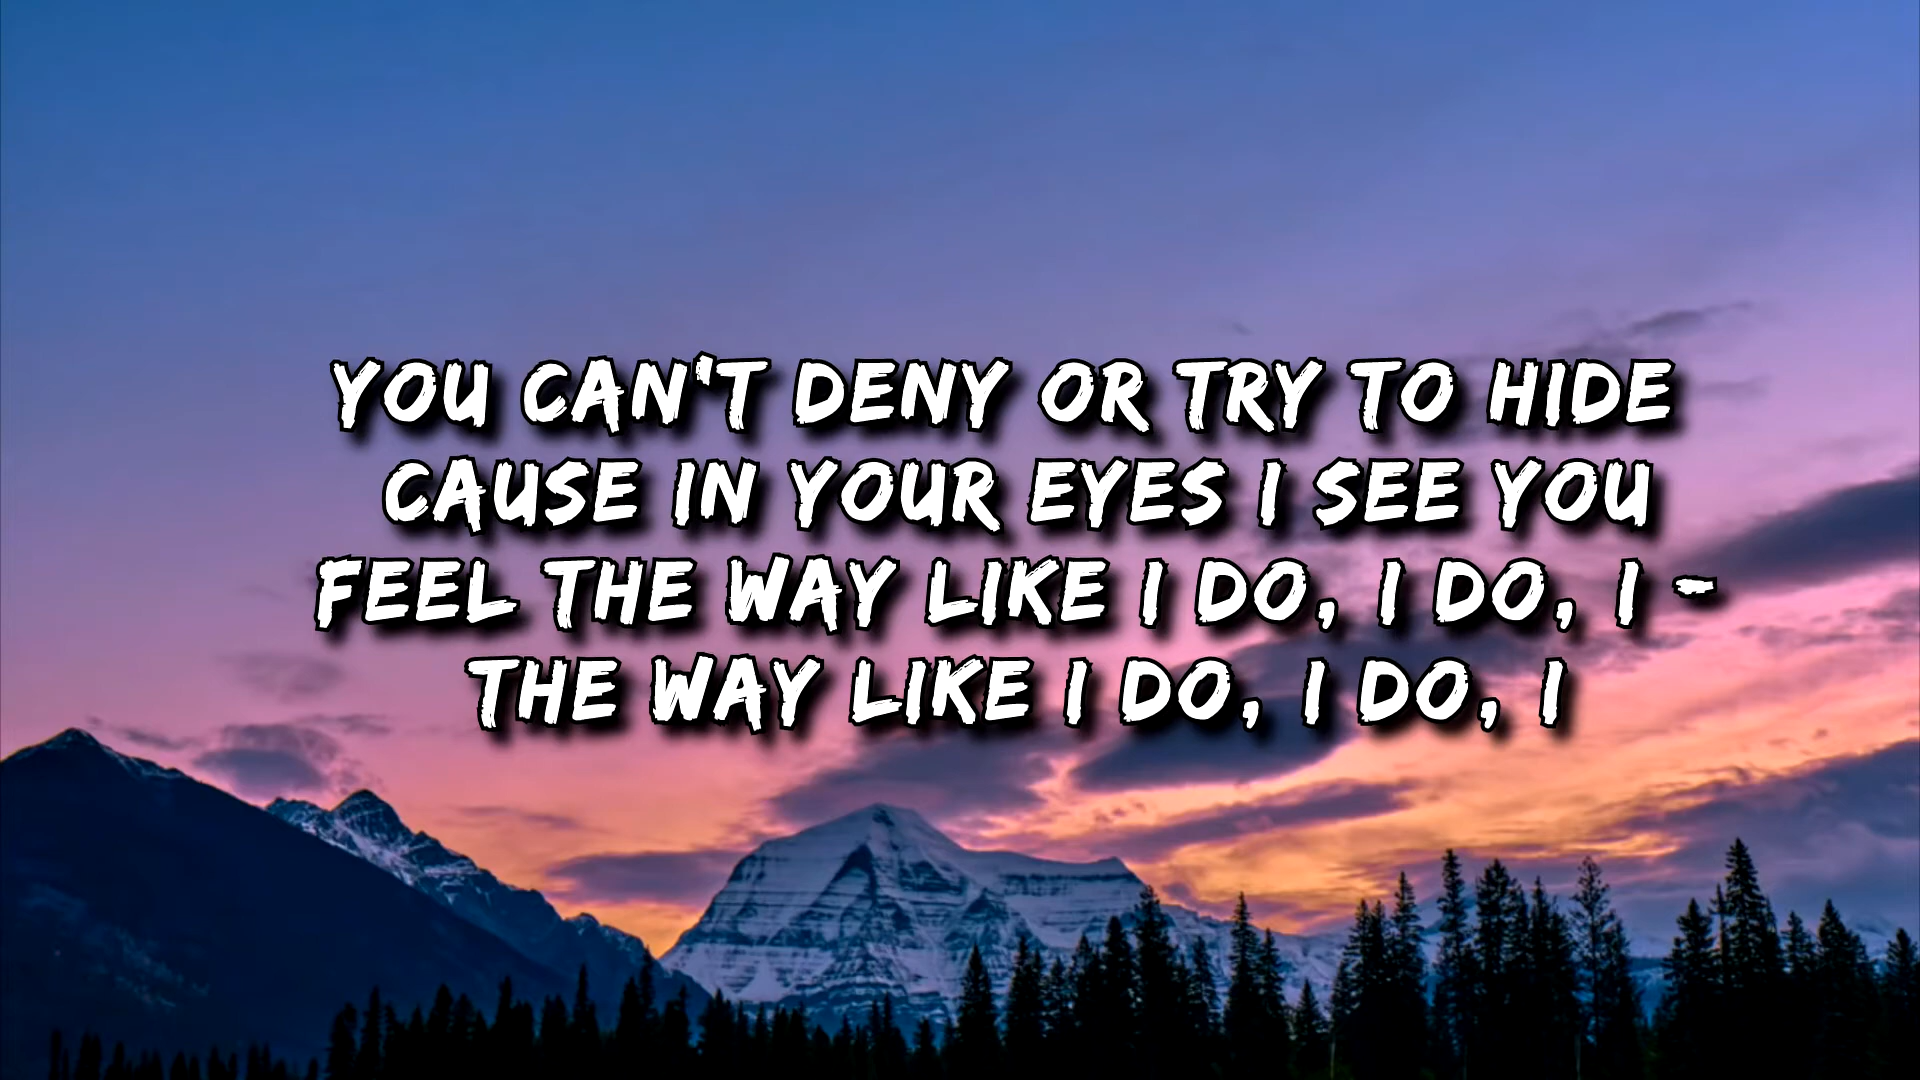 YOU CAN'T DENY OR TRY TO HIDE
CAUSE IN YOUR EYES I SEE YOU
FEEL THE WAY LIKE I DO, I DO, I -
THE WAY LIKE I DO, I DO, I